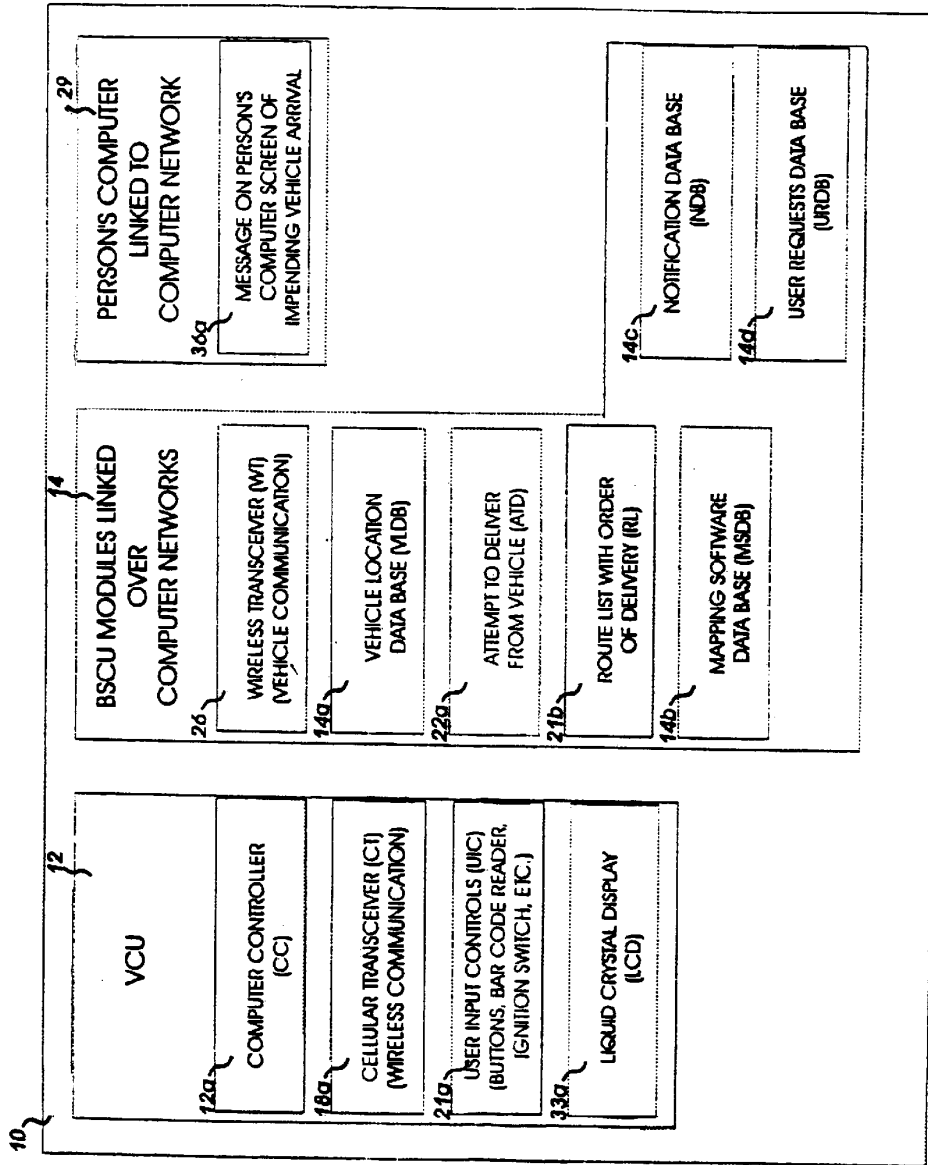 10
12
VCU
12a
COMPUTER CONTROLLER
(CC)
18a
CELLULAR TRANSCEIVER (CT)
(WIRELESS COMMUNICATION)
21a
USER INPUT CONTROLS (UIC)
(BUTTONS, BAR CODE READER,
IGNITION SWITCH, ETC.)
33a
LIQUID CRYSTAL DISPLAY
(LCD)
14
BSCU MODULES LINKED
OVER
COMPUTER NETWORKS
26
WIRELESS TRANSCEIVER (WT)
(VEHICLE COMMUNICATION)
14a
VEHICLE LOCATION
DATA BASE (VLDB)
22a
ATTEMPT TO DELIVER
FROM VEHICLE (ATD)
21b
ROUTE LIST WITH ORDER
OF DELIVERY (RL)
14b
MAPPING SOFTWARE
DATA BASE (MSDB)
29
PERSON'S COMPUTER
LINKED TO
COMPUTER NETWORK
36a
MESSAGE ON PERSON'S
COMPUTER SCREEN OF
IMPENDING VEHICLE ARRIVAL
14c
NOTIFICATION DATA BASE
(NDB)
14d
USER REQUESTS DATA BASE
(URDB)